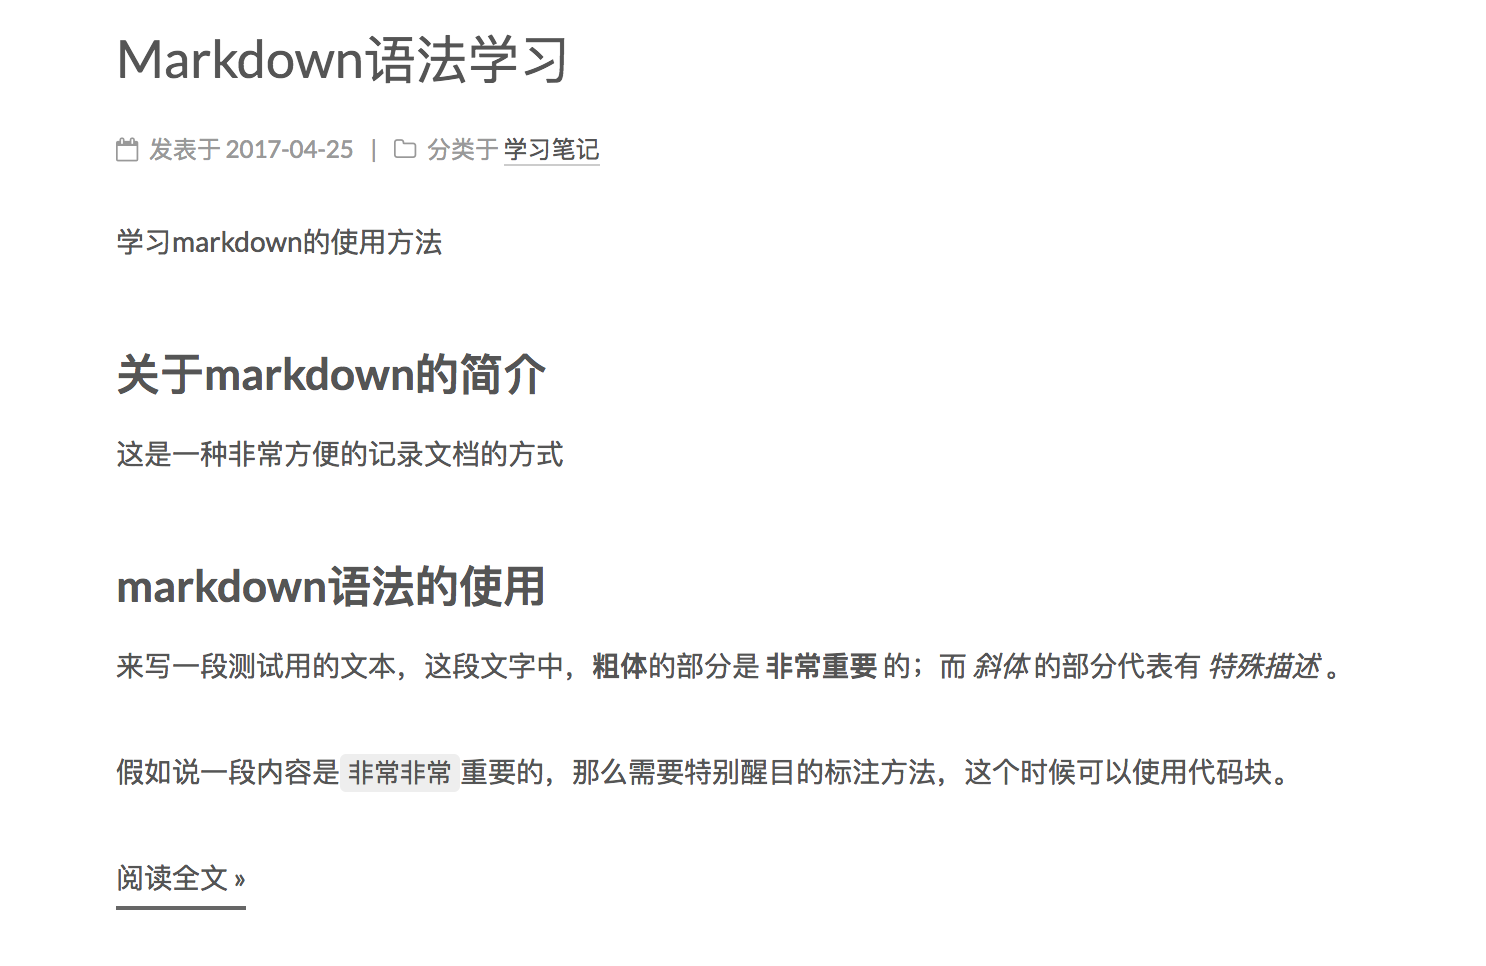 Markdown语法学习
发表于 2017-04-25 | 分类于 学习笔记
学习markdown的使用方法
关于markdown的简介
这是一种非常方便的记录文档的方式
markdown语法的使用
来写一段测试用的文本，这段文字中，粗体的部分是 非常重要 的；而 斜体 的部分代表有 特殊描述 。
假如说一段内容是 非常非常 重要的，那么需要特别醒目的标注方法，这个时候可以使用代码块。
阅读全文 »